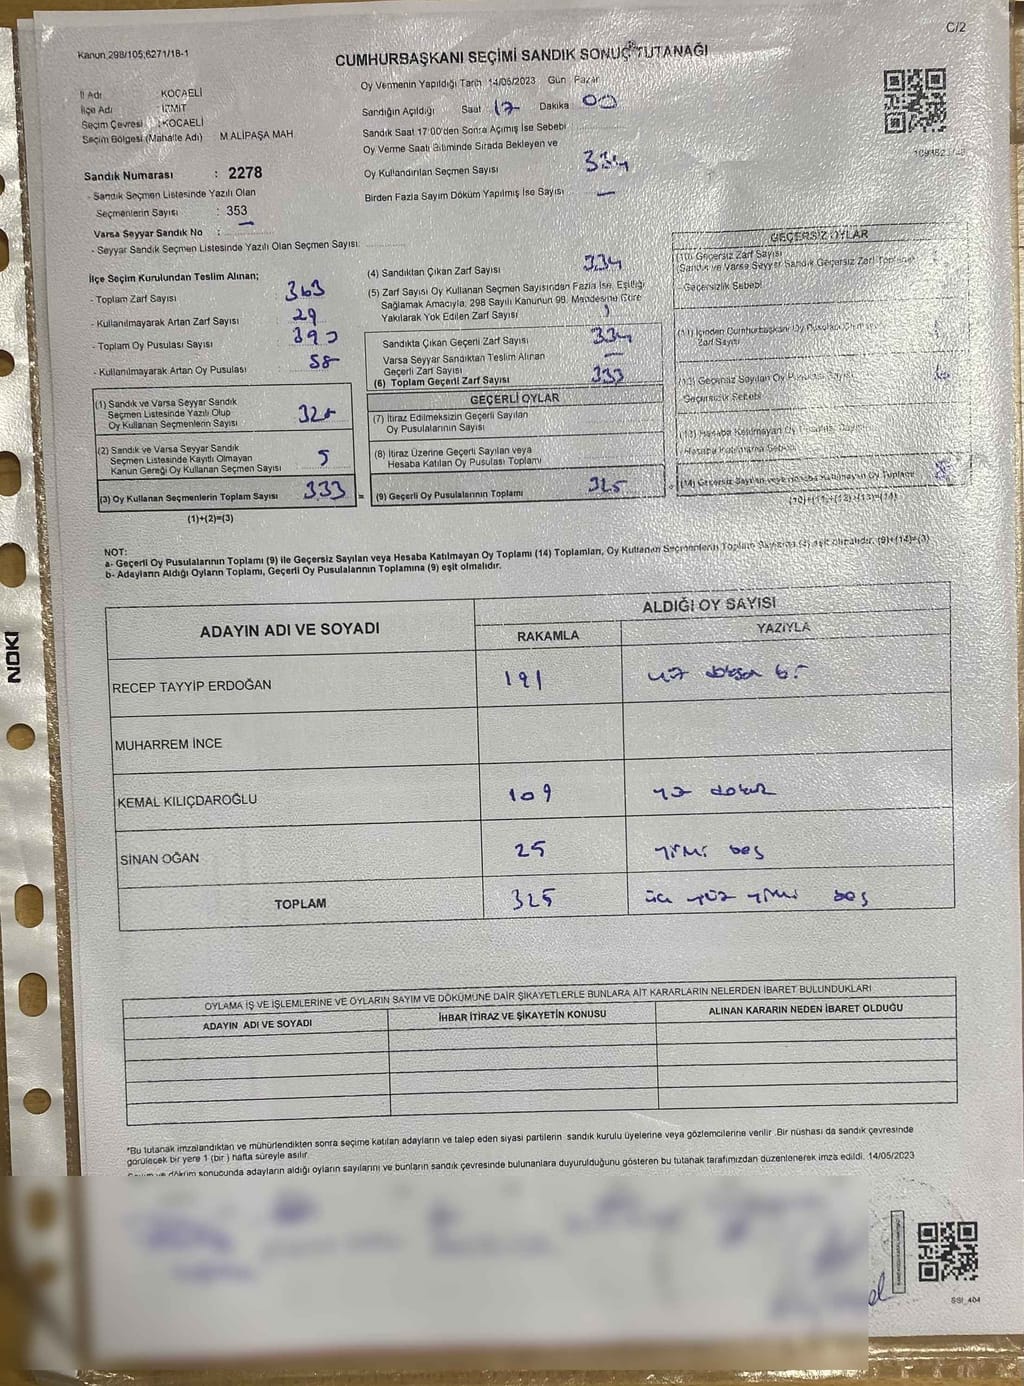 C/2
Kanun 298/105;6271/18-1
CUMHURBAŞKANI SEÇİMİ SANDIK SONUÇ TUTANAĞI
İl Adı : KOCAELİ
İlçe Adı : İZMİT
Seçim Çevresi : KOCAELİ
Seçim Bölgesi (Mahalle Adı) M ALİPAŞA MAH
Oy Vermenin Yapıldığı Tarih 14/05/2023 Gün Pazar
Sandığın Açıldığı Saat 17 Dakika 00
Sandık Saat 17:00'den Sonra Açımış İse Sebebi
Oy Verme Saati Bitiminde Sırada Bekleyen ve
Oy Kullandırılan Seçmen Sayısı 334
Birden Fazla Sayım Döküm Yapılmış İse Sayısı —
Sandık Numarası : 2278
- Sandık Seçmen Listesinde Yazılı Olan
Seçmenlerin Sayısı : 353
Varsa Seyyar Sandık No : —
- Seyyar Sandık Seçmen Listesinde Yazılı Olan Seçmen Sayısı:
İlçe Seçim Kurulundan Teslim Alınan;
- Toplam Zarf Sayısı 363
- Kullanılmayarak Artan Zarf Sayısı 29
- Toplam Oy Pusulası Sayısı
- Kullanılmayarak Artan Oy Pusulası 58
(1) Sandık ve Varsa Seyyar Sandık
Seçmen Listesinde Yazılı Olup
Oy Kullanan Seçmenlerin Sayısı
(2) Sandık ve Varsa Seyyar Sandık
Seçmen Listesinde Kayıtlı Olmayan
Kanun Gereği Oy Kullanan Seçmen Sayısı 5
(3) Oy Kullanan Seçmenlerin Toplam Sayısı 333 =
(1)+(2)=(3)
(4) Sandıktan Çıkan Zarf Sayısı 334
(5) Zarf Sayısı Oy Kullanan Seçmen Sayısından Fazla İse, Eşitliği
Sağlamak Amacıyla, 298 Sayılı Kanunun 98. Maddesine Göre
Yakılarak Yok Edilen Zarf Sayısı 1
Sandıkta Çıkan Geçerli Zarf Sayısı 334
Varsa Seyyar Sandıktan Teslim Alınan
Geçerli Zarf Sayısı —
(6) Toplam Geçerli Zarf Sayısı 333
GEÇERLİ OYLAR
(7) İtiraz Edilmeksizin Geçerli Sayılan
Oy Pusulalarının Sayısı
(8) İtiraz Üzerine Geçerli Sayılan veya
Hesaba Katılan Oy Pusulası Toplamı
(9) Geçerli Oy Pusulalarının Toplamı 325
GEÇERSİZ OYLAR
(10) Geçersiz Zarf Sayısı
(Sandık ve Varsa Seyyar Sandık Geçersiz Zarf Toplamı)
Geçersizlik Sebebi
(11) İçinden Cumhurbaşkanı Oy Pusulası
Zarf Sayısı
Geçersiz Sayılan Oy Pusulası Sayısı
Geçersizlik Sebebi
(13) Hesaba Katılmayan Oy
(14) Geçersiz Sayılan veya Hesaba Katılmayan Oy Toplamı
(10)+(11)+(12)+(13)=(14)
NOT:
a- Geçerli Oy Pusulalarının Toplamı (9) ile Geçersiz Sayılan veya Hesaba Katılmayan Oy Toplamı (14) Toplamları, Oy Kullanan Seçmenlerin Toplam Sayısına (3) eşit olmalıdır. (9)+(14)=(3)
b- Adayların Aldığı Oyların Toplamı, Geçerli Oy Pusulalarının Toplamına (9) eşit olmalıdır.
ADAYIN ADI VE SOYADI ALDIĞI OY SAYISI
RAKAMLA YAZIYLA
RECEP TAYYİP ERDOĞAN 191 yüz doksan bir
MUHARREM İNCE
KEMAL KILIÇDAROĞLU 109 yüz dokuz
SİNAN OĞAN 25 yirmi beş
TOPLAM 325 üç yüz yirmi beş
OYLAMA İŞ VE İŞLEMLERİNE VE OYLARIN SAYIM VE DÖKÜMÜNE DAİR ŞİKAYETLERLE BUNLARA AİT KARARLARIN NELERDEN İBARET BULUNDUKLARI
ADAYIN ADI VE SOYADI İHBAR İTİRAZ VE ŞİKAYETİN KONUSU ALINAN KARARIN NEDEN İBARET OLDUĞU
*Bu tutanak imzalandıktan ve mühürlendikten sonra seçime katılan adayların ve talep eden siyasi partilerin sandık kurulu üyelerine veya gözlemcilerine verilir. Bir nüshası da sandık çevresinde
görülecek bir yere 1 (bir) hafta süreyle asılır.
Sayım ve döküm sonucunda adayların aldığı oyların sayılarını ve bunların sandık çevresinde bulunanlara duyurulduğunu gösteren bu tutanak tarafımızdan düzenlenerek imza edildi. 14/05/2023
SSI_404
NOKI